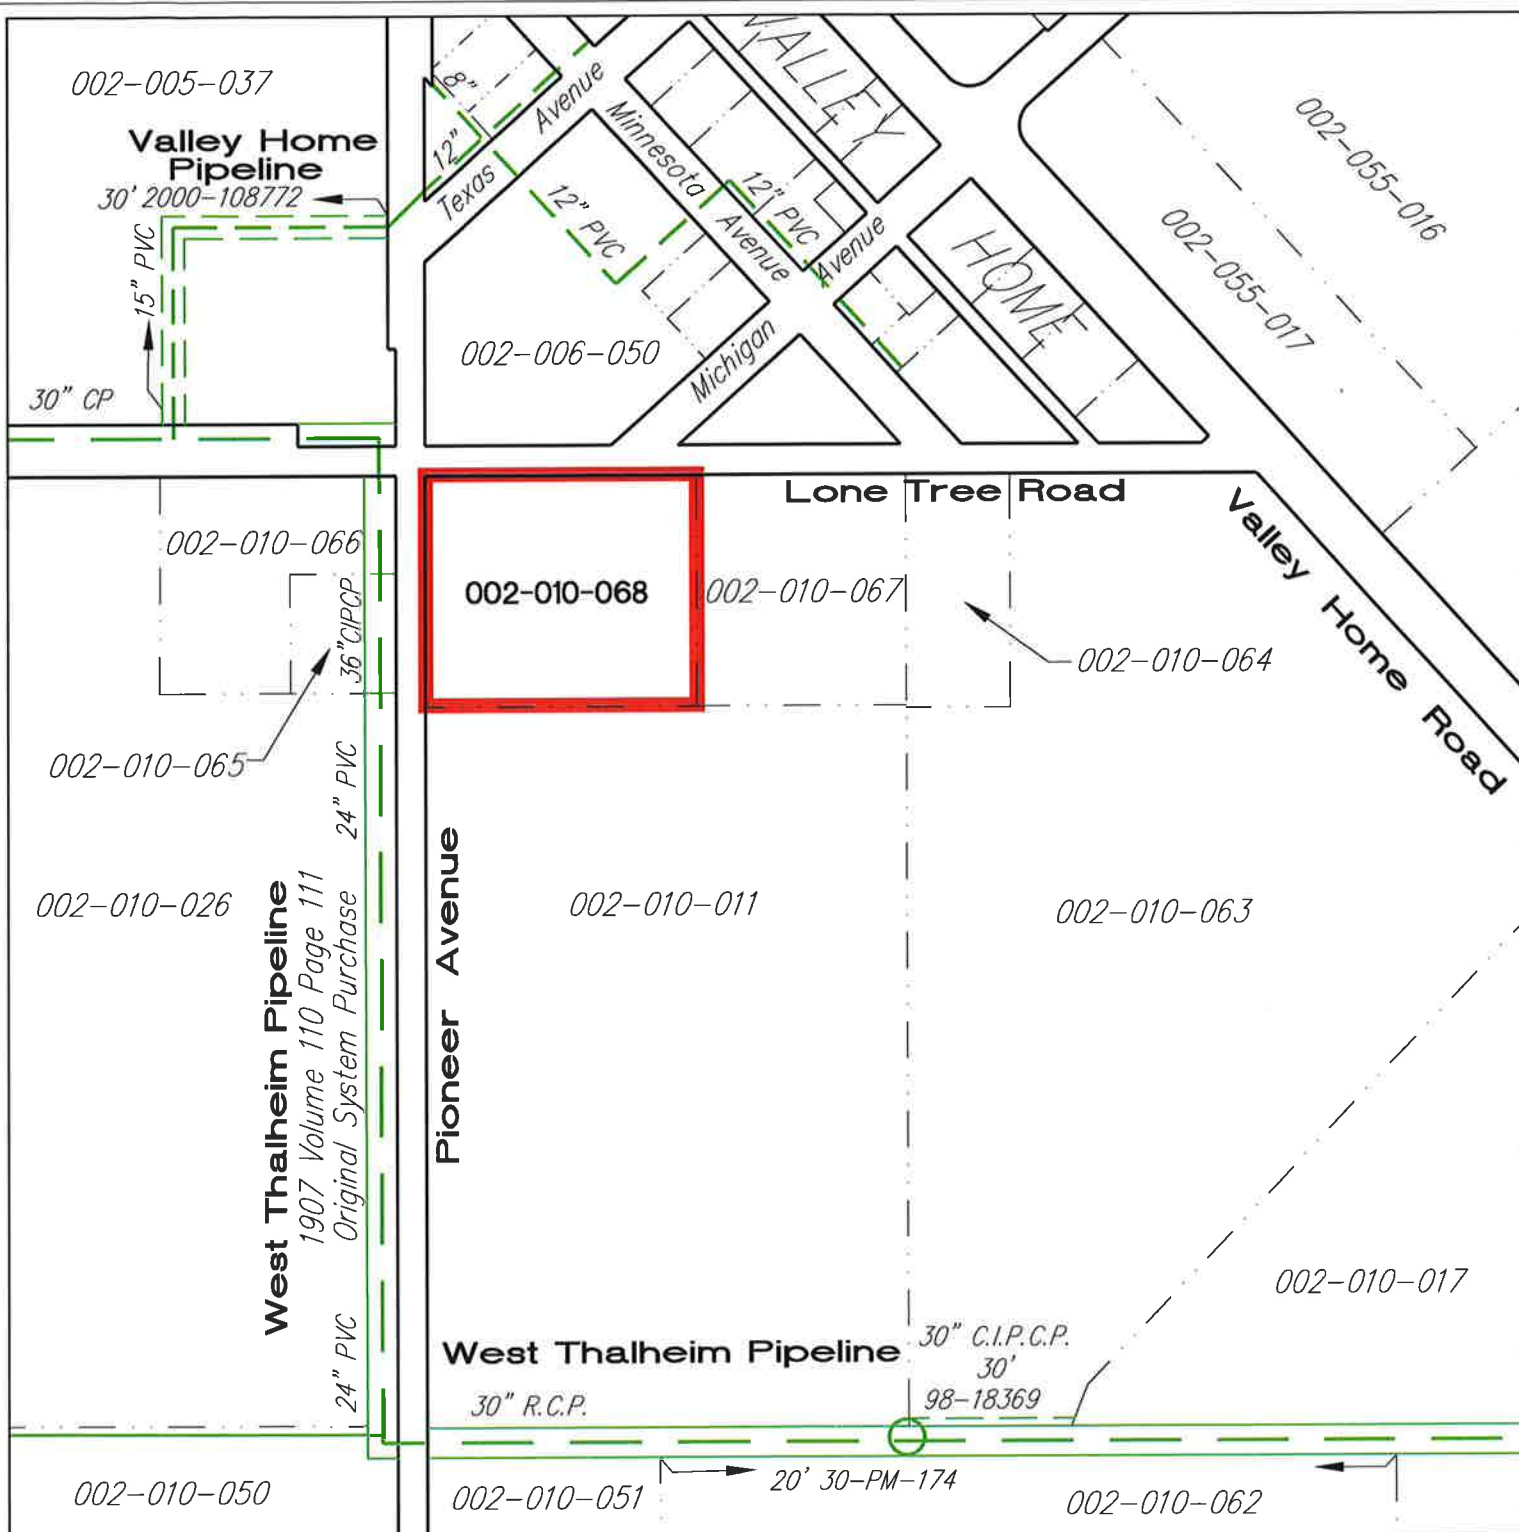 002-005-037
Valley Home
Pipeline
30' 2000-108772
15" PVC
30" CP
8"
12"
Texas
Avenue
12" PVC
Minnesota
Avenue
12" PVC
VALLEY
HOME
Avenue
Michigan
002-006-050
002-055-016
002-055-017
Lone Tree Road
Valley Home Road
002-010-066
36"CIPCP
002-010-068
002-010-067
002-010-064
002-010-065
24" PVC
002-010-026
West Thalheim Pipeline
1907 Volume 110 Page 111
Original System Purchase
Pioneer Avenue
002-010-011
002-010-063
002-010-017
24" PVC
West Thalheim Pipeline
30" C.I.P.C.P.
30'
98-18369
30" R.C.P.
002-010-050
002-010-051
20' 30-PM-174
002-010-062